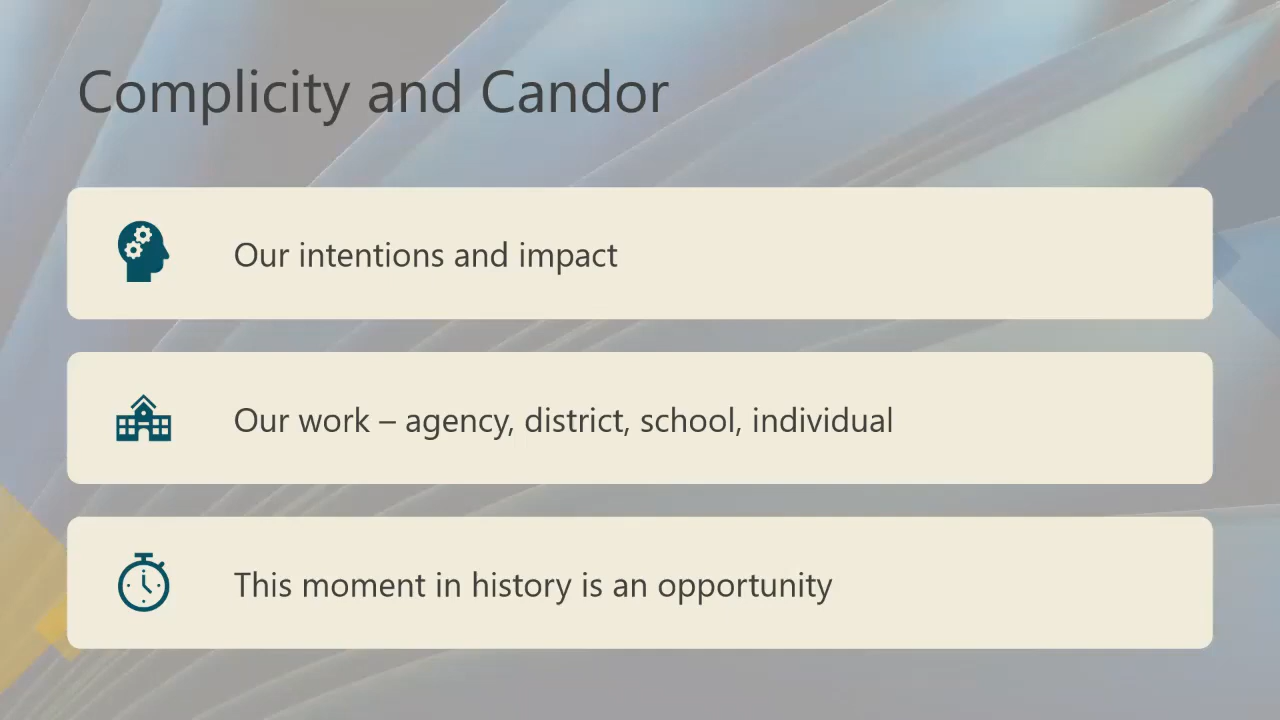 Complicity and Candor
Our intentions and impact
Our work – agency, district, school, individual
This moment in history is an opportunity